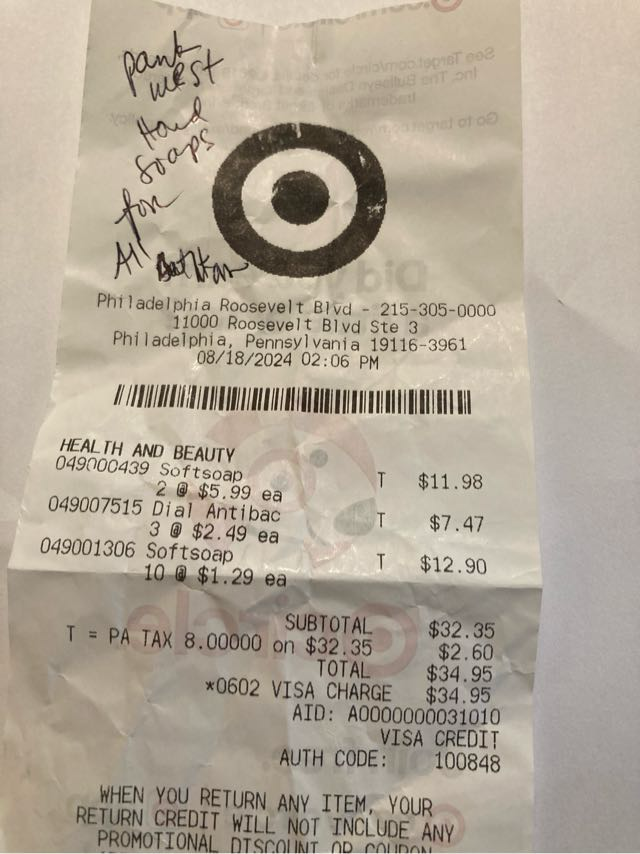 Park
West
Hand
Soaps
for
All
Philadelphia Roosevelt Blvd - 215-305-0000
11000 Roosevelt Blvd Ste 3
Philadelphia, Pennsylvania 19116-3961
08/18/2024 02:06 PM
HEALTH AND BEAUTY
049000439 Softsoap T $11.98
2 @ $5.99 ea
049007515 Dial Antibac T $7.47
3 @ $2.49 ea
049001306 Softsoap T $12.90
10 @ $1.29 ea
SUBTOTAL $32.35
T = PA TAX 8.00000 on $32.35 $2.60
TOTAL $34.95
*0602 VISA CHARGE $34.95
AID: A0000000031010
VISA CREDIT
AUTH CODE: 100848
WHEN YOU RETURN ANY ITEM, YOUR
RETURN CREDIT WILL NOT INCLUDE ANY
PROMOTIONAL DISCOUNT OR COUPON